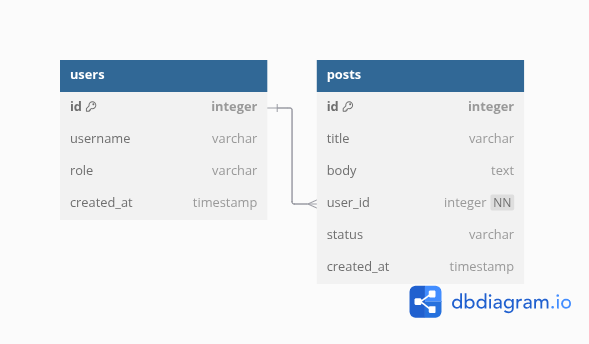 users
id integer
username varchar
role varchar
created_at timestamp
posts
id integer
title varchar
body text
user_id integer NN
status varchar
created_at timestamp
dbdiagram.io